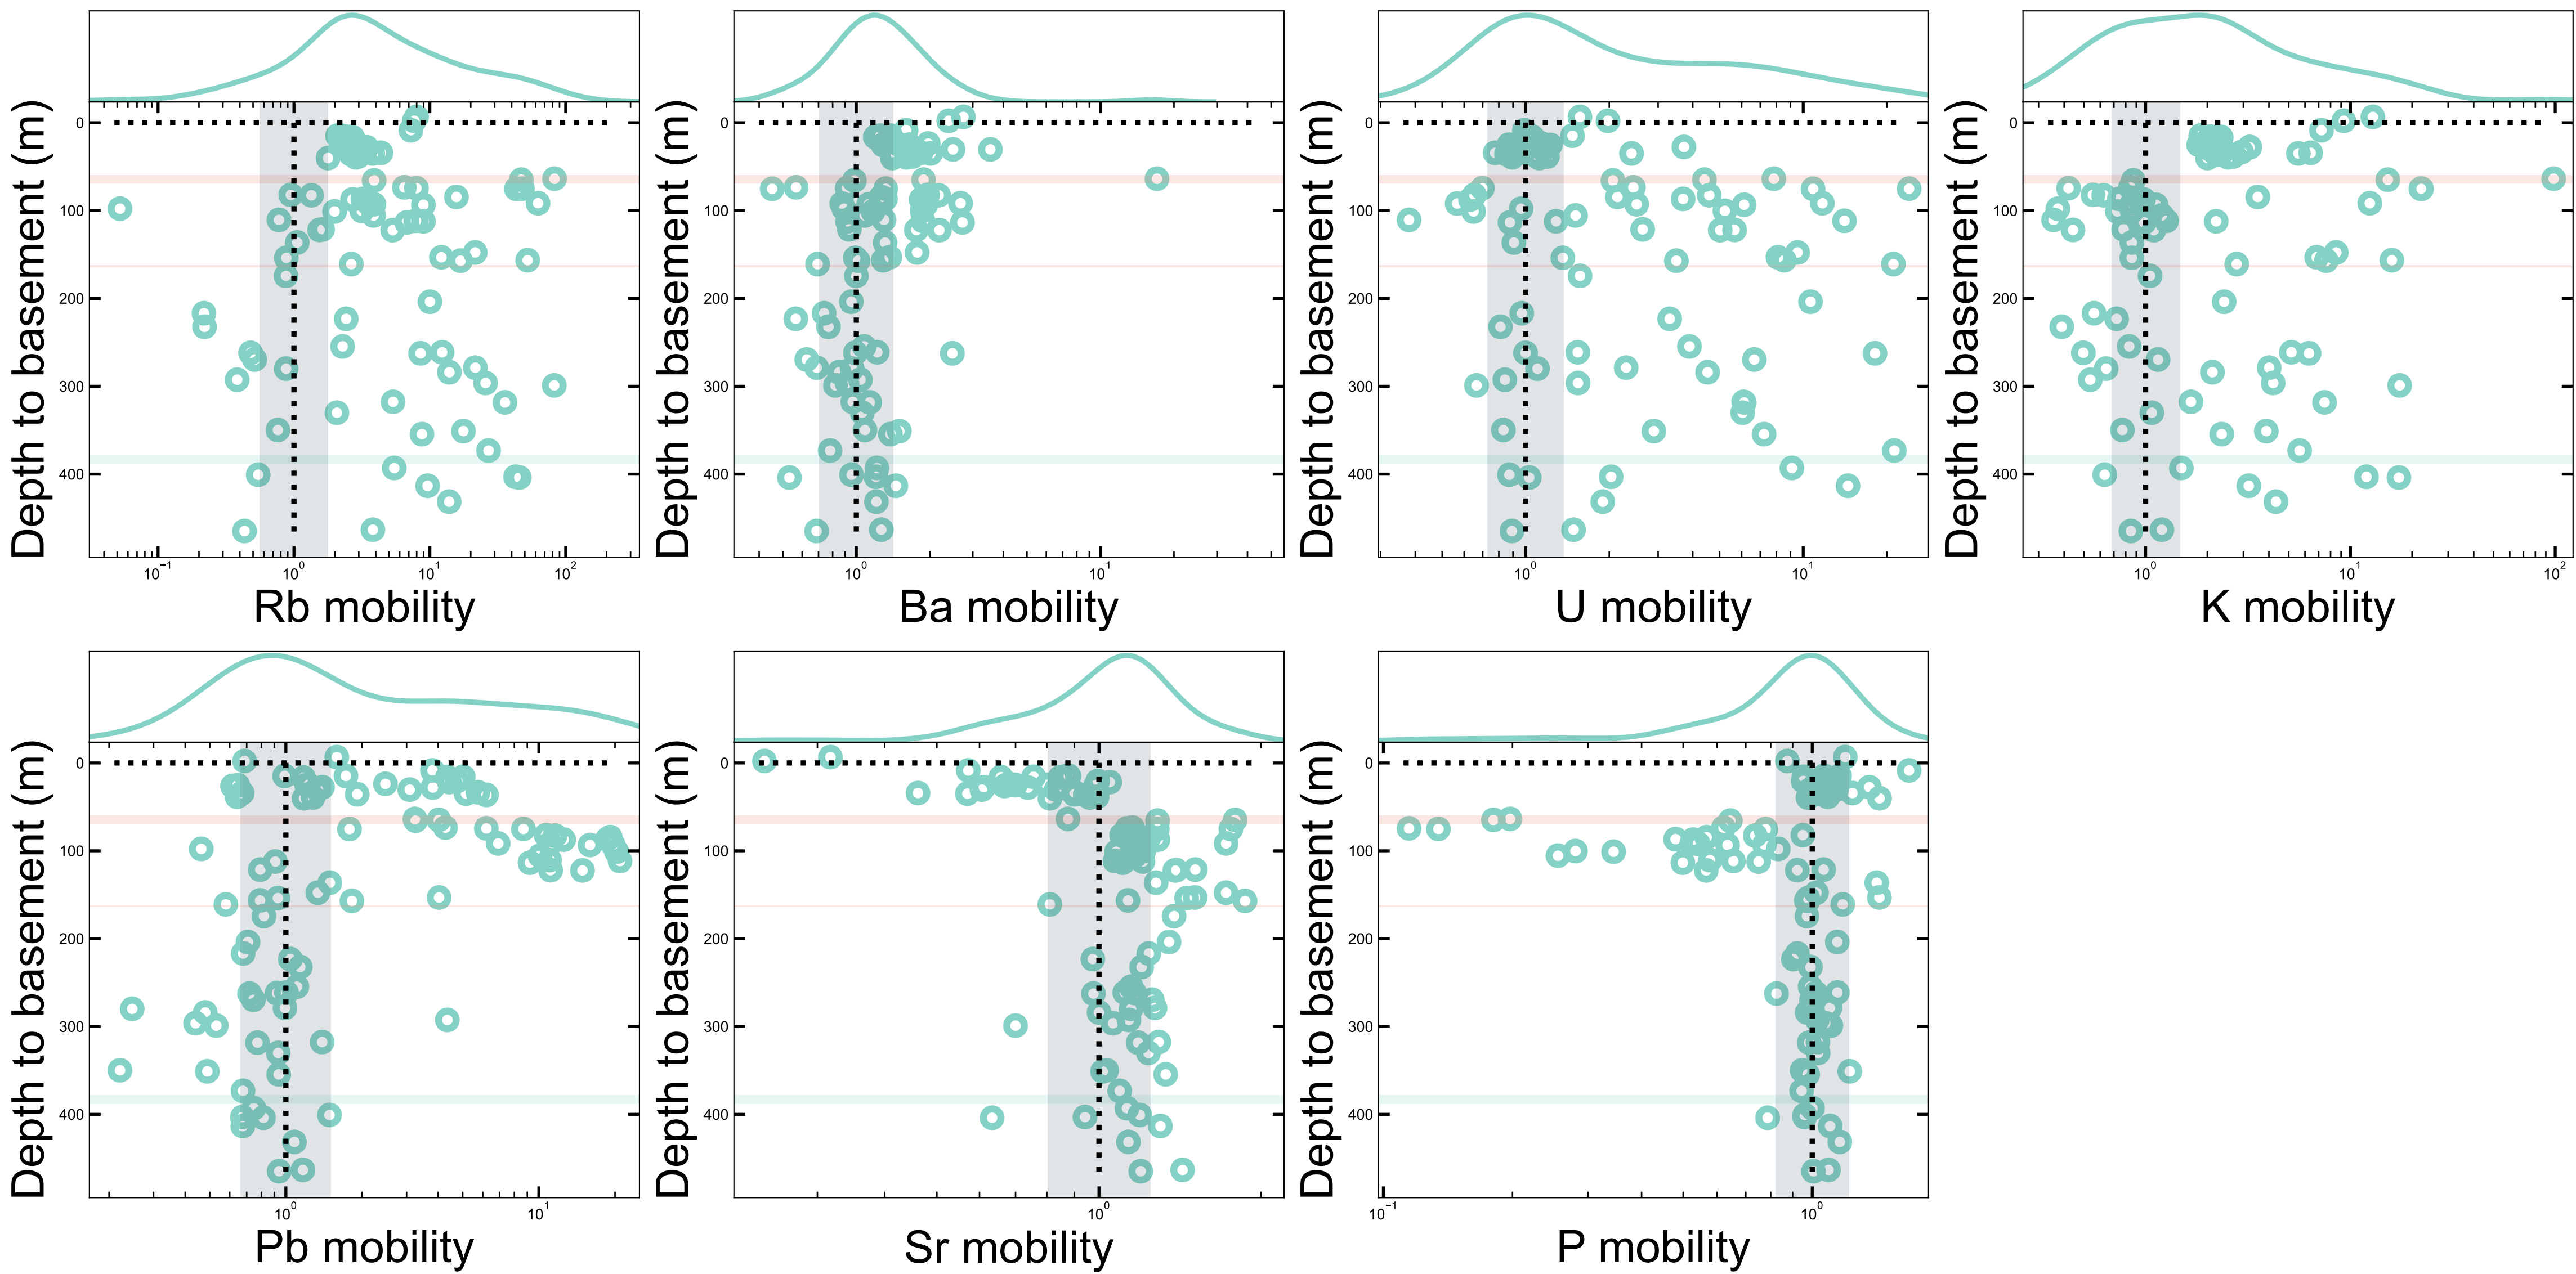 Depth to basement (m)
0
100
200
300
400
10⁻¹ 10⁰ 10¹ 10²
Rb mobility
Depth to basement (m)
0
100
200
300
400
10⁰ 10¹
Ba mobility
Depth to basement (m)
0
100
200
300
400
10⁰ 10¹
U mobility
Depth to basement (m)
0
100
200
300
400
10⁰ 10¹ 10²
K mobility
Depth to basement (m)
0
100
200
300
400
10⁰ 10¹
Pb mobility
Depth to basement (m)
0
100
200
300
400
10⁰
Sr mobility
Depth to basement (m)
0
100
200
300
400
10⁻¹ 10⁰
P mobility